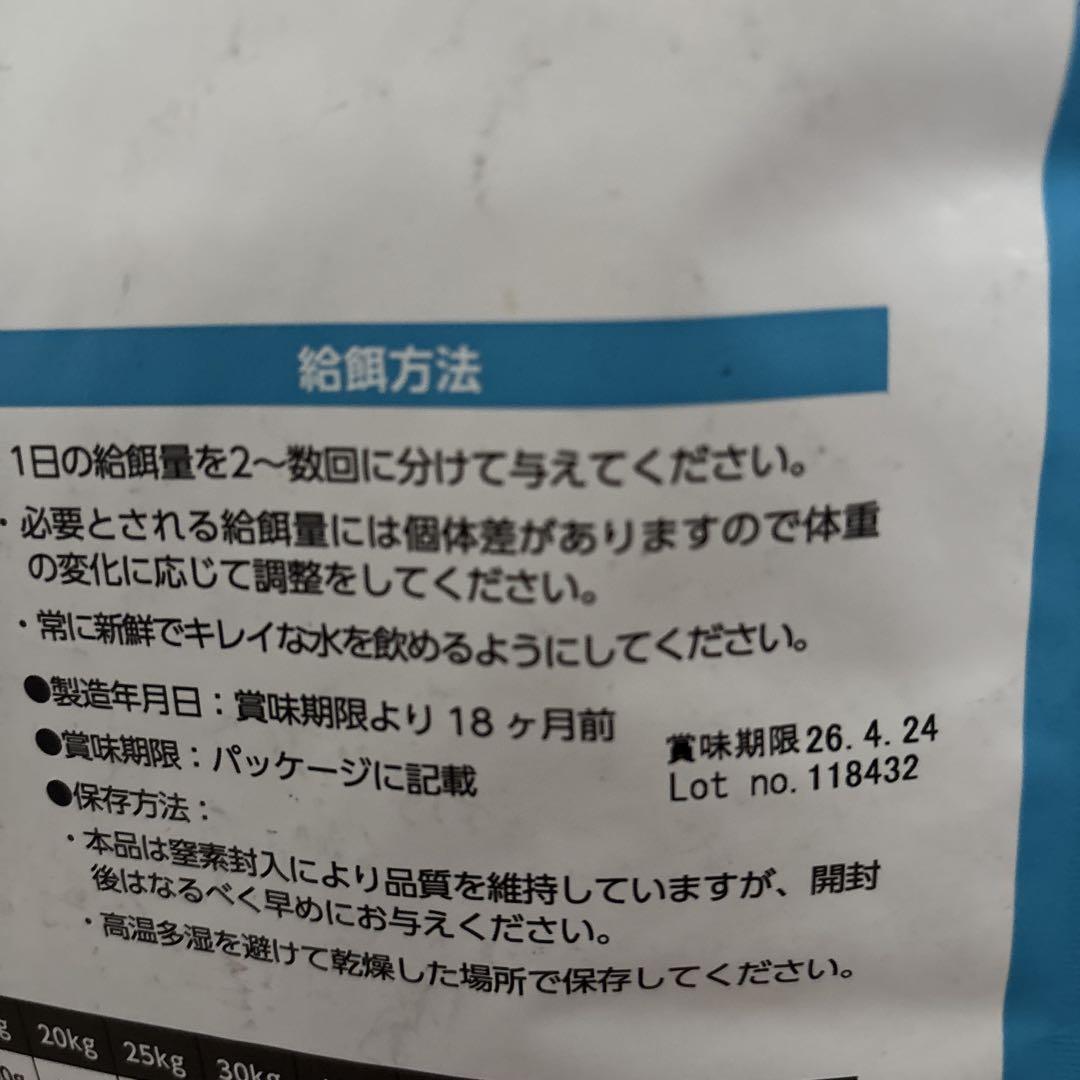 給餌方法
1日の給餌量を2〜数回に分けて与えてください。
・必要とされる給餌量には個体差がありますので体重
の変化に応じて調整をしてください。
・常に新鮮でキレイな水を飲めるようにしてください。
●製造年月日：賞味期限より18ヶ月前
●賞味期限：パッケージに記載
賞味期限26.4.24
Lot no.118432
●保存方法：
・本品は窒素封入により品質を維持していますが、開封
後はなるべく早めにお与えください。
・高温多湿を避けて乾燥した場所で保存してください。
20kg 25kg 30kg